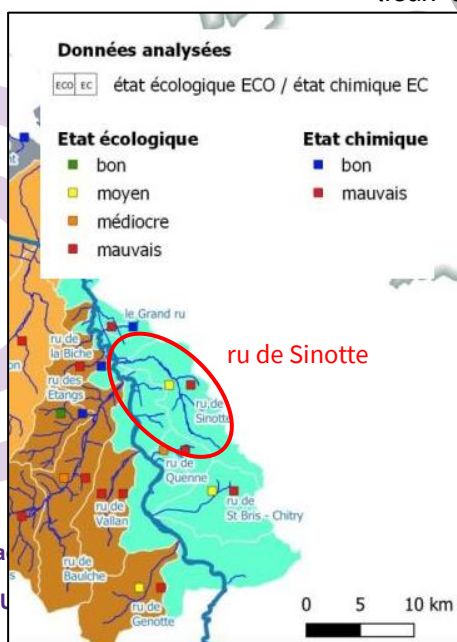 Données analysées
ECO EC état écologique ECO / état chimique EC
Etat écologique
bon
moyen
médiocre
mauvais
Etat chimique
bon
mauvais
le Grand ru
ru de
la Biche
ru de Sinotte
ru des
Etangs
ru de
Sinotte
ru de
Quenne
ru de
Vallan
ru de
St Bris - Chitry
ru de
Baulche
ru de
Genotte
0 5 10 km